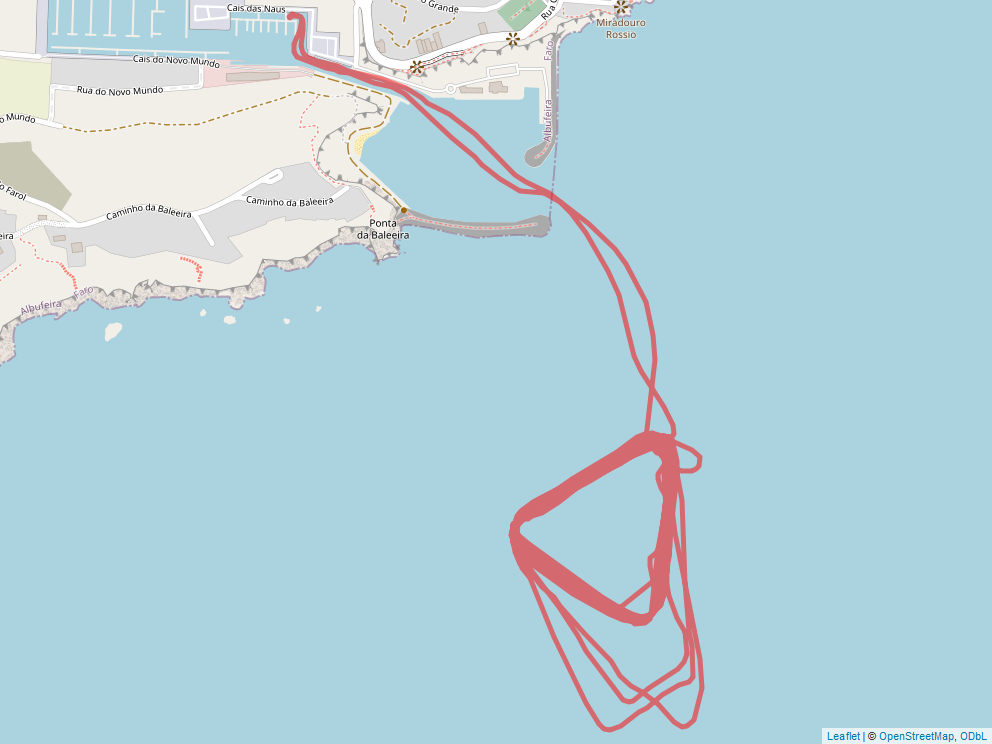 o Grande
Cais das Naus
Rua G
Miradouro
Rossio
Faro
Cais do Novo Mundo
Rua do Novo Mundo
Albufeira
o Mundo
o Farol
Caminho da Baleeira
Caminho da Baleeira
Ponta
da Baleeira
eira
Albufeira
Faro
Leaflet | © OpenStreetMap, ODbL